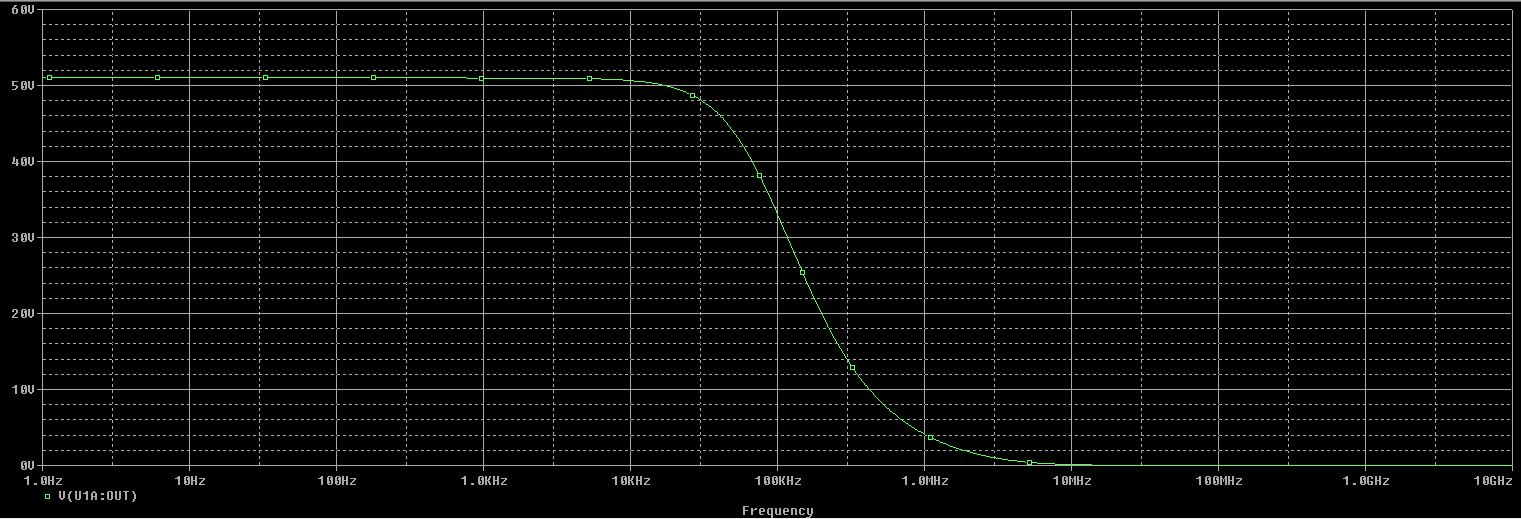 60V
50V
40V
30V
20V
10V
0V
1.0Hz 10Hz 100Hz 1.0KHz 10KHz 100KHz 1.0MHz 10MHz 100MHz 1.0GHz 10GHz
V(U1A:OUT)
Frequency